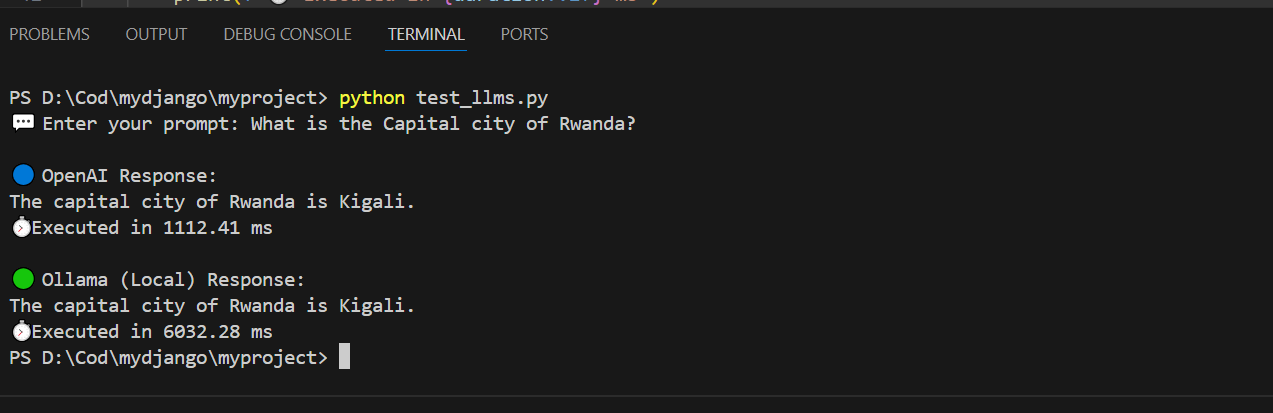 PROBLEMS OUTPUT DEBUG CONSOLE TERMINAL PORTS
PS D:\Cod\mydjango\myproject> python test_llms.py
💬 Enter your prompt: What is the Capital city of Rwanda?
🔵 OpenAI Response:
The capital city of Rwanda is Kigali.
⏱Executed in 1112.41 ms
🟢 Ollama (Local) Response:
The capital city of Rwanda is Kigali.
⏱Executed in 6032.28 ms
PS D:\Cod\mydjango\myproject>